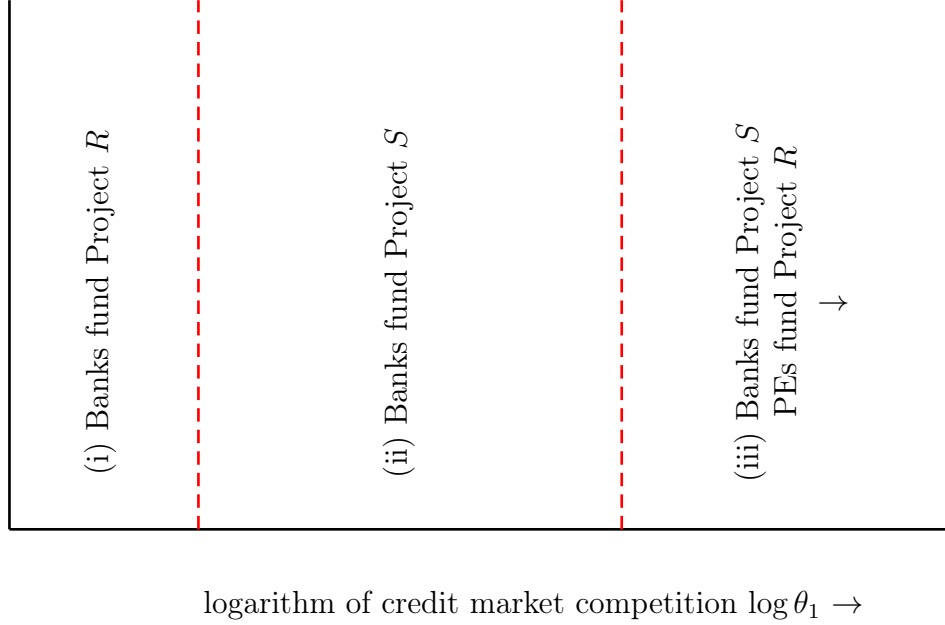 (i) Banks fund Project R
(ii) Banks fund Project S
(iii) Banks fund Project S
PEs fund Project R
→
logarithm of credit market competition log θ₁ →